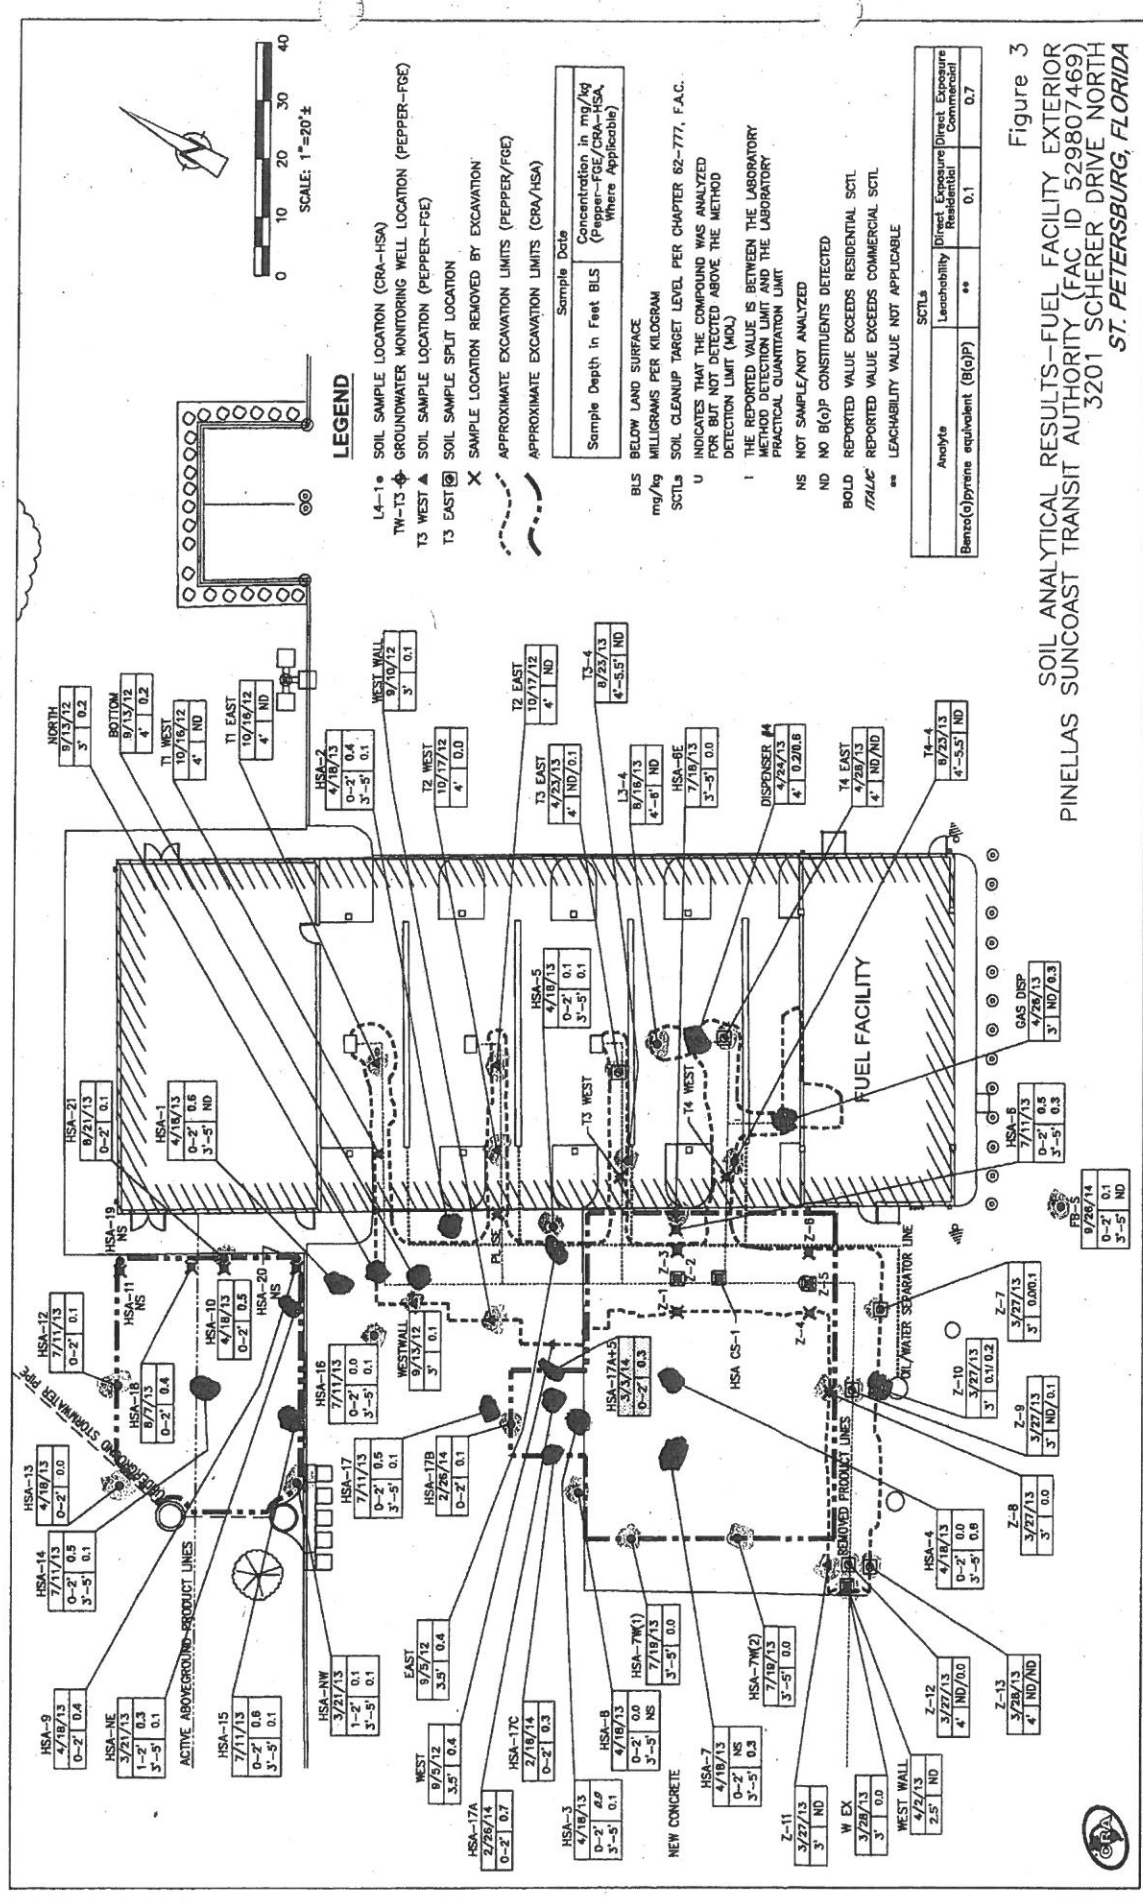 0
10
20
30
40
SCALE: 1"=20'±
LEGEND
L4-1 SOIL SAMPLE LOCATION (CRA-HSA)
TW-T3 GROUNDWATER MONITORING WELL LOCATION (PEPPER-FGE)
T3 WEST SOIL SAMPLE LOCATION (PEPPER-FGE)
T3 EAST SOIL SAMPLE SPLIT LOCATION
SAMPLE LOCATION REMOVED BY EXCAVATION
APPROXIMATE EXCAVATION LIMITS (PEPPER/FGE)
APPROXIMATE EXCAVATION LIMITS (CRA/HSA)
Sample Date
Sample Depth in Feet BLS
Concentration in mg/kg
(Pepper-FGE/CRA-HSA,
Where Applicable)
BLS BELOW LAND SURFACE
mg/kg MILLIGRAMS PER KILOGRAM
SCTLs SOIL CLEANUP TARGET LEVEL PER CHAPTER 62-777, F.A.C.
U INDICATES THAT THE COMPOUND WAS ANALYZED
FOR BUT NOT DETECTED ABOVE THE METHOD
DETECTION LIMIT (MDL)
I THE REPORTED VALUE IS BETWEEN THE LABORATORY
METHOD DETECTION LIMIT AND THE LABORATORY
PRACTICAL QUANTITATION LIMIT
NS NOT SAMPLE/NOT ANALYZED
ND NO B(a)P CONSTITUENTS DETECTED
BOLD REPORTED VALUE EXCEEDS RESIDENTIAL SCTL
ITALIC REPORTED VALUE EXCEEDS COMMERCIAL SCTL
** LEACHABILITY VALUE NOT APPLICABLE
SCTLs
Analyte
Leachability
Direct Exposure Residential
Direct Exposure Commercial
Benzo(a)pyrene equivalent (B(a)P)
**
0.1
0.7
Figure 3
SOIL ANALYTICAL RESULTS-FUEL FACILITY EXTERIOR
PINELLAS SUNCOAST TRANSIT AUTHORITY (FAC ID 529807469)
3201 SCHERER DRIVE NORTH
ST. PETERSBURG, FLORIDA
NORTH
9/13/12
3' 0.2
BOTTOM
9/13/12
4' 0.2
T1 WEST
10/16/12
4' ND
T1 EAST
10/16/12
4' ND
HSA-2
4/18/13
0-2' 0.4
3'-5' 0.1
WEST WALL
9/10/12
3' 0.1
T2 WEST
10/17/12
4' 0.0
T2 EAST
10/17/12
4' ND
T3 EAST
4/23/13
4' ND/0.1
T3-4
8/23/13
4'-5.5' ND
L3-4
8/16/13
4'-6' ND
HSA-6E
7/16/13
3'-5' 0.0
DISPENSER #4
4/24/13
4' 0.2/0.6
T4 EAST
4/28/13
4' ND/ND
T4-4
8/23/13
4'-5.5' ND
HSA-21
8/21/13
0-2' 0.1
HSA-1
4/18/13
0-2' 0.6
3'-5' ND
HSA-5
4/18/13
0-2' 0.1
3'-5' 0.1
T3 WEST
T4 WEST
FUEL FACILITY
GAS DISP
4/26/13
3' ND/0.3
HSA-6
7/11/13
0-2' 0.5
3'-5' 0.3
FB-S
9/26/14
0-2' 0.1
3'-5' ND
HSA-19
NS
HSA-11
NS
HSA-20
NS
HSA-12
7/11/13
0-2' 0.1
HSA-10
4/18/13
0-2' 0.5
HSA-18
8/7/13
0-2' 0.4
HSA-16
7/11/13
0-2' 0.0
3'-5' 0.1
WESTWALL
9/13/12
3' 0.1
Z-1
Z-2
Z-3
Z-4
Z-5
Z-6
HSA CS-1
OIL/WATER SEPARATOR LINE
Z-7
3/27/13
3' 0.0/0.1
Z-10
3/27/13
3' 0.1/0.2
Z-9
3/27/13
3' ND/0.1
Z-8
3/27/13
3' 0.0
UNDERGROUND STORMWATER PIPE
HSA-13
4/18/13
0-2' 0.0
HSA-14
7/11/13
0-2' 0.5
3'-5' 0.1
HSA-17
7/11/13
0-2' 0.5
3'-5' 0.1
HSA-17B
2/26/14
0-2' 0.1
HSA-17A+5
3/3/14
0-2' 0.3
REMOVED PRODUCT LINES
HSA-4
4/18/13
0-2' 0.0
3'-5' 0.6
HSA-9
4/18/13
0-2' 0.4
HSA-NE
3/21/13
1-2' 0.3
3'-5' 0.1
ACTIVE ABOVEGROUND PRODUCT LINES
HSA-15
7/11/13
0-2' 0.6
3'-5' 0.1
HSA-NW
3/21/13
1-2' 0.1
3'-5' 0.1
EAST
9/5/12
3.5' 0.4
WEST
9/5/12
3.5' 0.4
HSA-17A
2/26/14
0-2' 0.7
HSA-17C
2/18/14
0-2' 0.3
HSA-3
4/18/13
0-2'
3'-5' 0.1
HSA-8
4/18/13
0-2' 0.0
3'-5' NS
HSA-7W(1)
7/19/13
3'-5' 0.0
HSA-7W(2)
7/19/13
3'-5' 0.0
NEW CONCRETE
HSA-7
4/18/13
0-2' NS
3'-5' 0.3
Z-11
3/27/13
3' ND
W EX
3/28/13
3' 0.0
WEST WALL
4/2/13
2.5' ND
Z-12
3/27/13
4' ND/0.0
Z-13
3/28/13
4' ND/ND
CRA